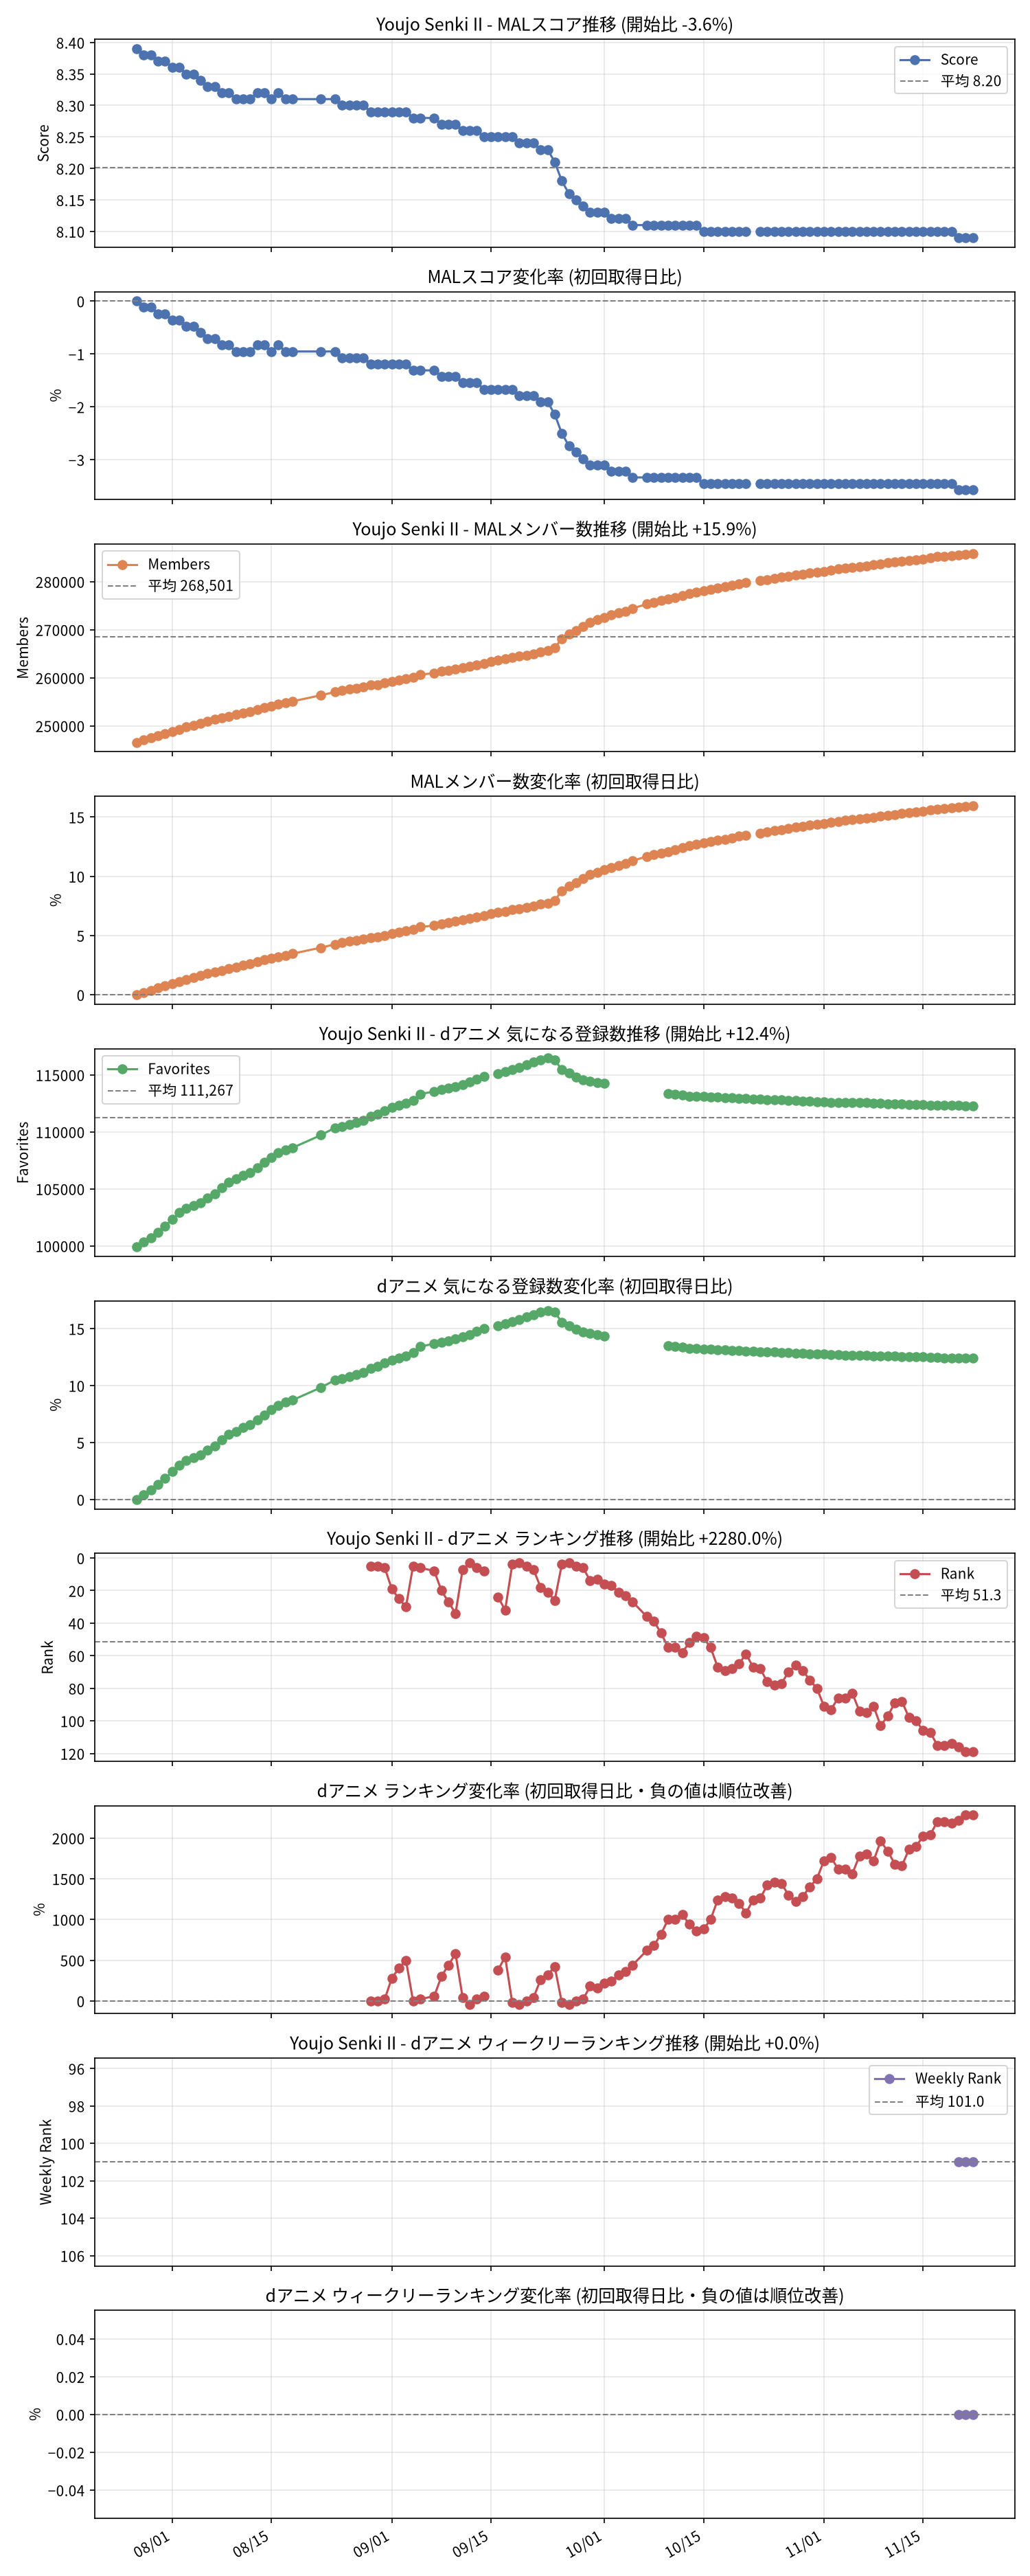 Youjo Senki II - MALスコア推移 (開始比 -3.6%)
8.40
8.35
8.30
8.25
8.20
8.15
8.10
Score
Score
平均 8.20
MALスコア変化率 (初回取得日比)
0
−1
−2
−3
%
Youjo Senki II - MALメンバー数推移 (開始比 +15.9%)
280000
270000
260000
250000
Members
Members
平均 268,501
MALメンバー数変化率 (初回取得日比)
15
10
5
0
%
Youjo Senki II - dアニメ 気になる登録数推移 (開始比 +12.4%)
115000
110000
105000
100000
Favorites
Favorites
平均 111,267
dアニメ 気になる登録数変化率 (初回取得日比)
15
10
5
0
%
Youjo Senki II - dアニメ ランキング推移 (開始比 +2280.0%)
0
20
40
60
80
100
120
Rank
Rank
平均 51.3
dアニメ ランキング変化率 (初回取得日比・負の値は順位改善)
2000
1500
1000
500
0
%
Youjo Senki II - dアニメ ウィークリーランキング推移 (開始比 +0.0%)
96
98
100
102
104
106
Weekly Rank
Weekly Rank
平均 101.0
dアニメ ウィークリーランキング変化率 (初回取得日比・負の値は順位改善)
0.04
0.02
0.00
−0.02
−0.04
%
08/01
08/15
09/01
09/15
10/01
10/15
11/01
11/15